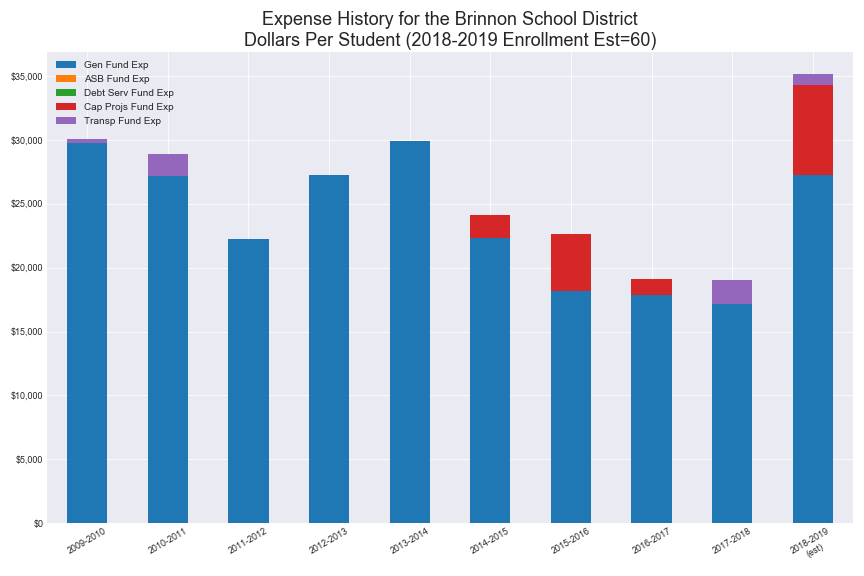 Expense History for the Brinnon School District
Dollars Per Student (2018-2019 Enrollment Est=60)
Gen Fund Exp
ASB Fund Exp
Debt Serv Fund Exp
Cap Projs Fund Exp
Transp Fund Exp
$35,000
$30,000
$25,000
$20,000
$15,000
$10,000
$5,000
$0
2009-2010
2010-2011
2011-2012
2012-2013
2013-2014
2014-2015
2015-2016
2016-2017
2017-2018
2018-2019
(est)